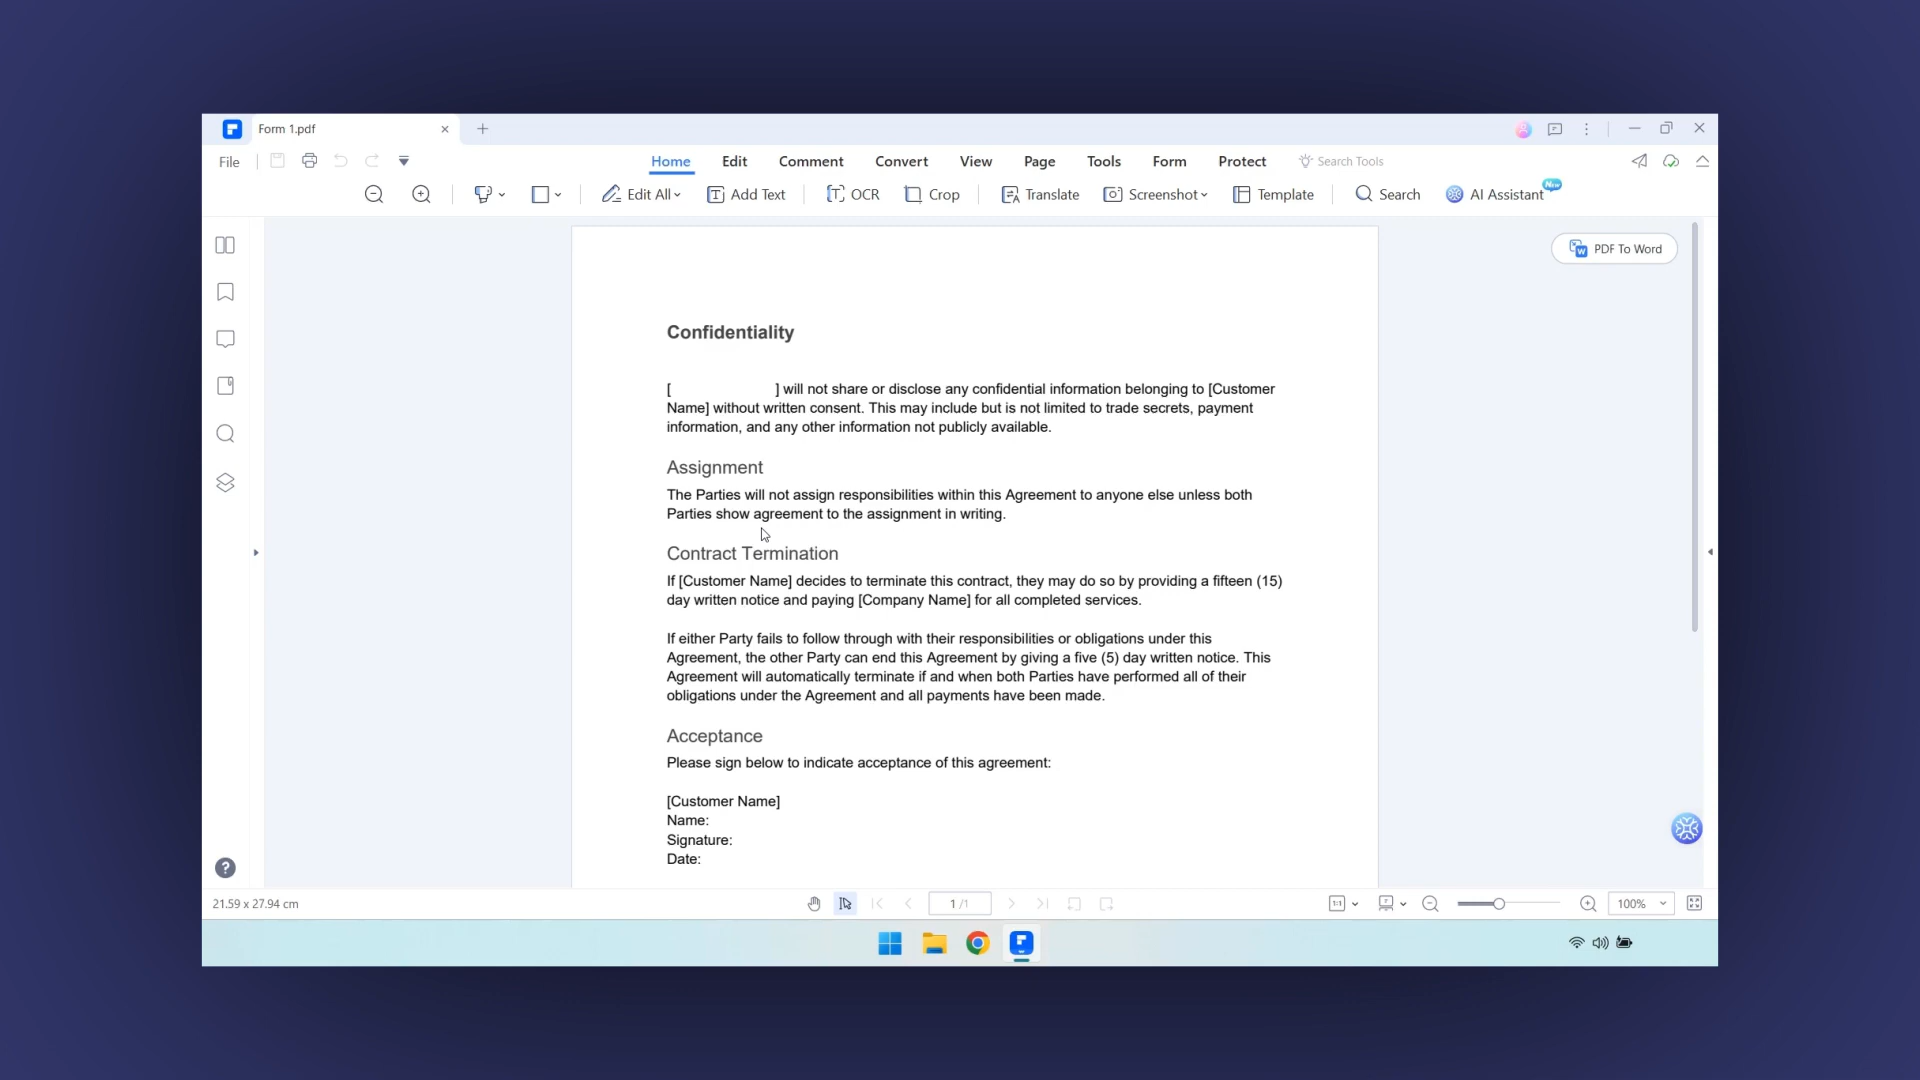 Form 1.pdf
File
Home Edit Comment Convert View Page Tools Form Protect Search Tools
Edit All Add Text OCR Crop Translate Screenshot Template Search AI Assistant New
PDF To Word
Confidentiality
[ ] will not share or disclose any confidential information belonging to [Customer
Name] without written consent. This may include but is not limited to trade secrets, payment
information, and any other information not publicly available.
Assignment
The Parties will not assign responsibilities within this Agreement to anyone else unless both
Parties show agreement to the assignment in writing.
Contract Termination
If [Customer Name] decides to terminate this contract, they may do so by providing a fifteen (15)
day written notice and paying [Company Name] for all completed services.
If either Party fails to follow through with their responsibilities or obligations under this
Agreement, the other Party can end this Agreement by giving a five (5) day written notice. This
Agreement will automatically terminate if and when both Parties have performed all of their
obligations under the Agreement and all payments have been made.
Acceptance
Please sign below to indicate acceptance of this agreement:
[Customer Name]
Name:
Signature:
Date:
21.59 x 27.94 cm
1 /1
100%